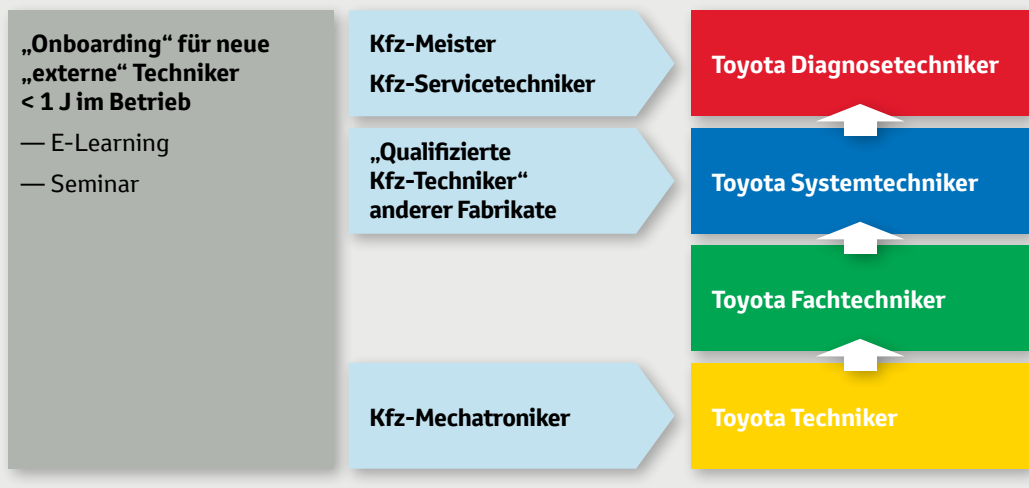 „Onboarding“ für neue
„externe“ Techniker
< 1 J im Betrieb
— E-Learning
— Seminar
Kfz-Meister
Kfz-Servicetechniker
„Qualifizierte
Kfz-Techniker“
anderer Fabrikate
Kfz-Mechatroniker
Toyota Diagnosetechniker
Toyota Systemtechniker
Toyota Fachtechniker
Toyota Techniker